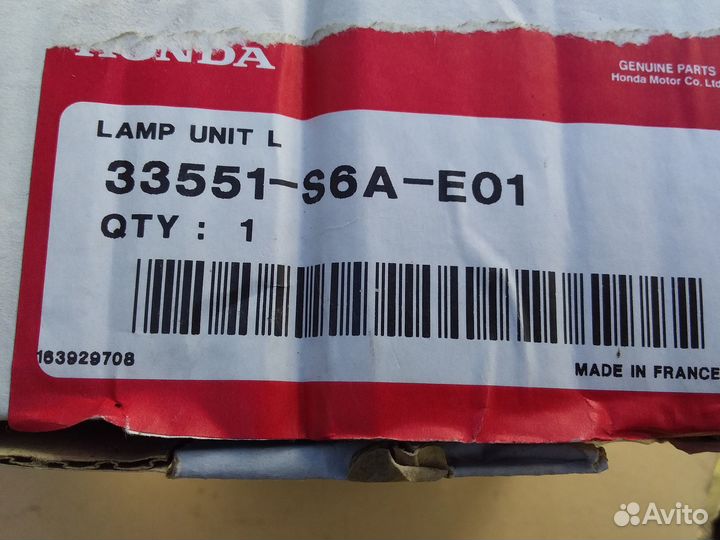 HONDA
GENUINE PARTS
Honda Motor Co. Ltd
LAMP UNIT L
33551-S6A-E01
QTY : 1
163929708
MADE IN FRANCE
Avito